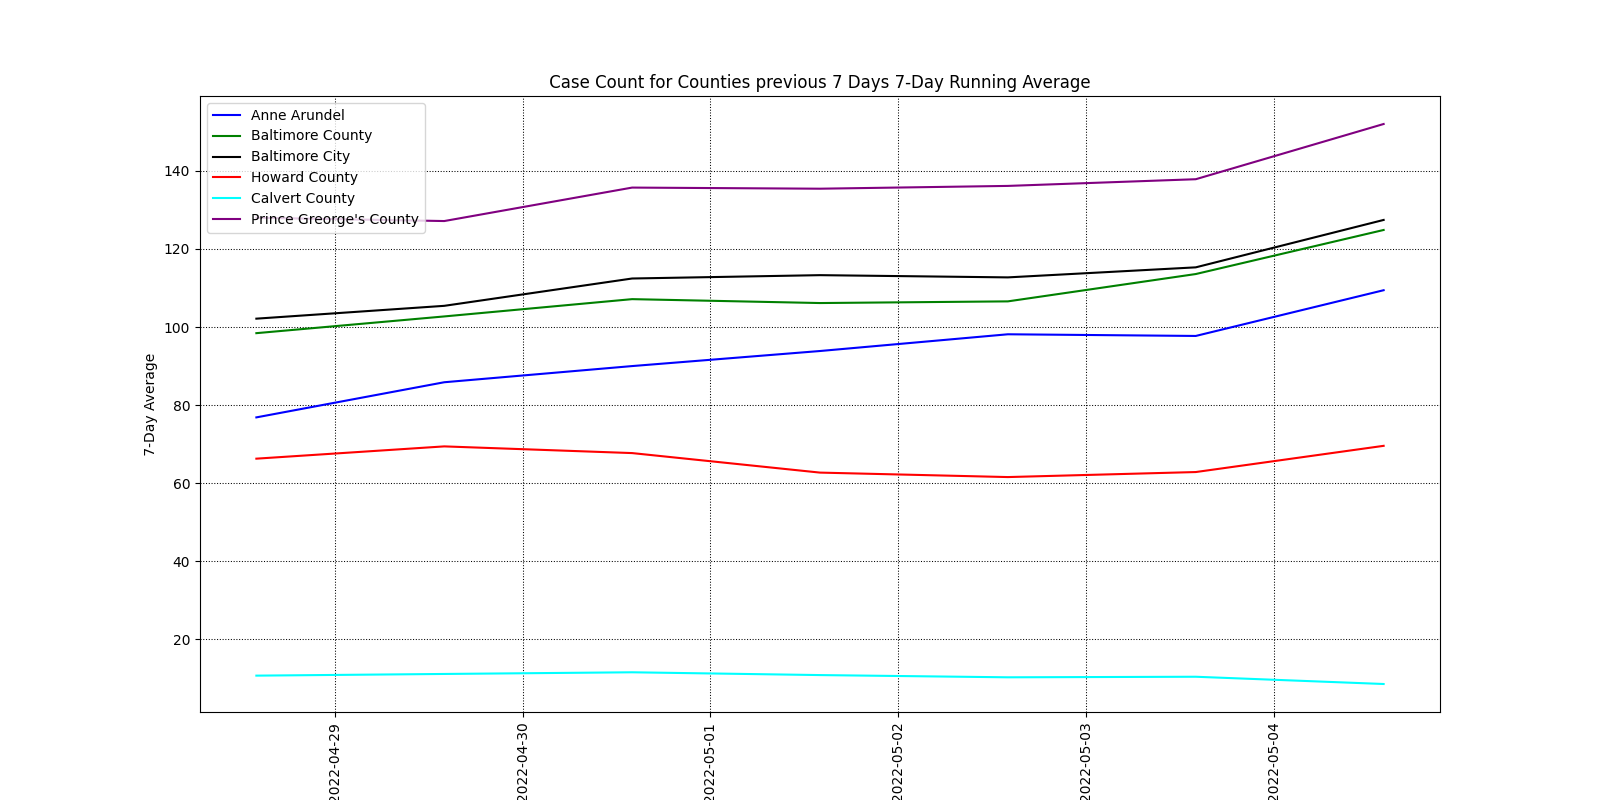 Case Count for Counties previous 7 Days 7-Day Running Average
Anne Arundel
Baltimore County
Baltimore City
Howard County
Calvert County
Prince Greorge's County
7-Day Average
140
120
100
80
60
40
20
2022-04-29
2022-04-30
2022-05-01
2022-05-02
2022-05-03
2022-05-04